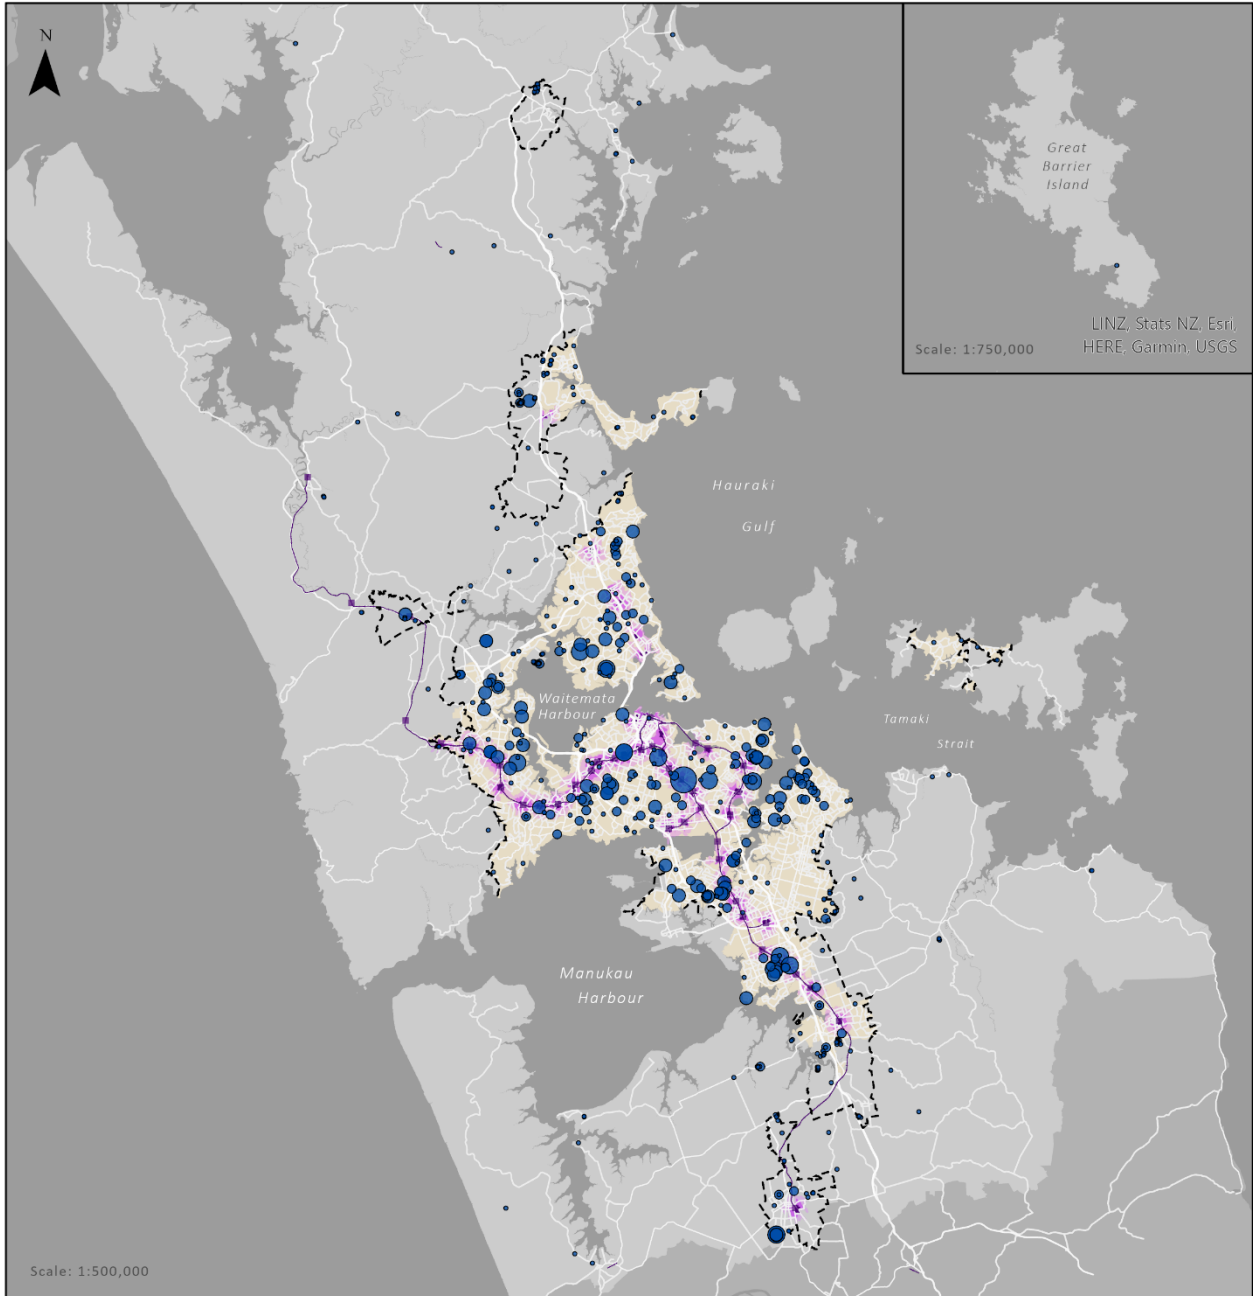 N
Great
Barrier
Island
LINZ, Stats NZ, Esri,
HERE, Garmin, USGS
Scale: 1:750,000
Hauraki
Gulf
Waitemata
Harbour
Tamaki
Strait
Manukau
Harbour
Scale: 1:500,000